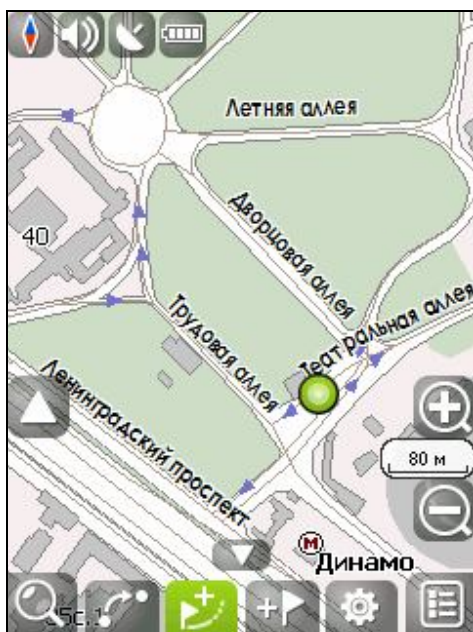 Летняя аллея
Дворцовая аллея
40
Театральная аллея
Трудовая аллея
Ленинградский проспект
80 м
М
Динамо